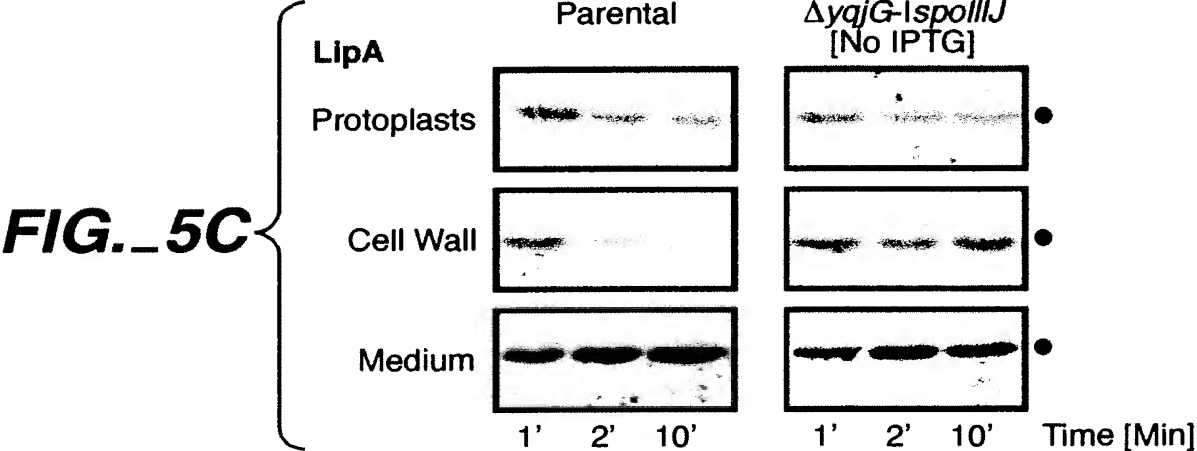 Parental
ΔyqjG-IspoIIIJ
[No IPTG]
LipA
Protoplasts
FIG._5C
Cell Wall
Medium
1' 2' 10' 1' 2' 10' Time [Min]